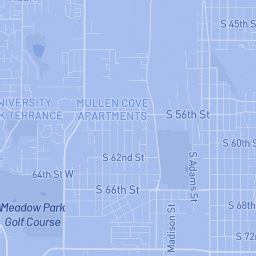 S 45th St
NIVERSITY
K TERRANCE
MULLEN COVE
APARTMENTS
S 56th St
S 60th
S 62nd St
S Adams St
64th St W
S 66th St
Meadow Park
Golf Course
Madison St
S 68th
S 72